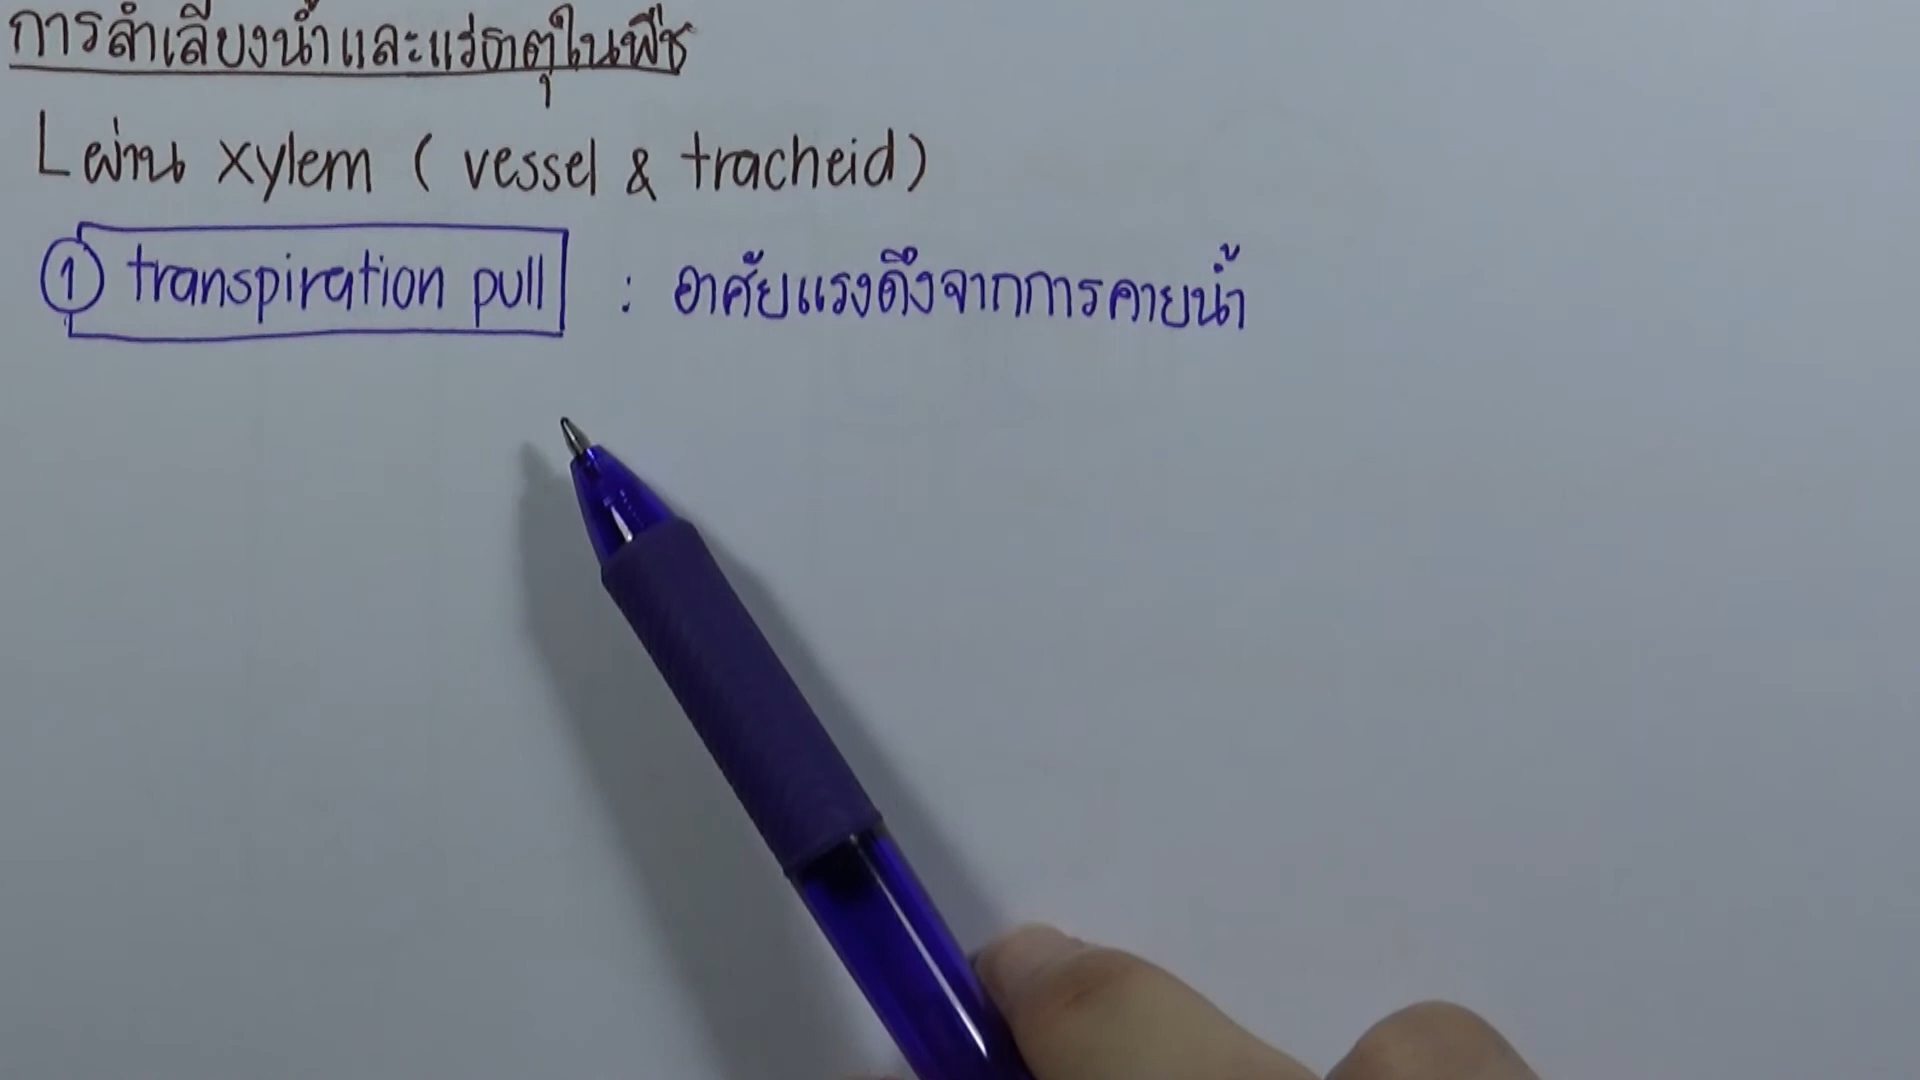 การลำเลียงน้ำและแร่ธาตุในพืช
ผ่าน xylem ( vessel & tracheid )
① transpiration pull : อาศัยแรงดึงจากการคายน้ำ